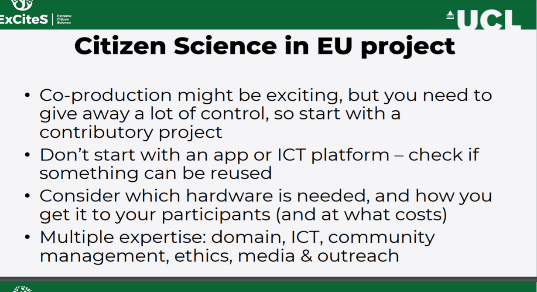 ExCiteS
Extreme
Citizen
Science
UCL
Citizen Science in EU project
• Co-production might be exciting, but you need to
give away a lot of control, so start with a
contributory project
• Don't start with an app or ICT platform – check if
something can be reused
• Consider which hardware is needed, and how you
get it to your participants (and at what costs)
• Multiple expertise: domain, ICT, community
management, ethics, media & outreach